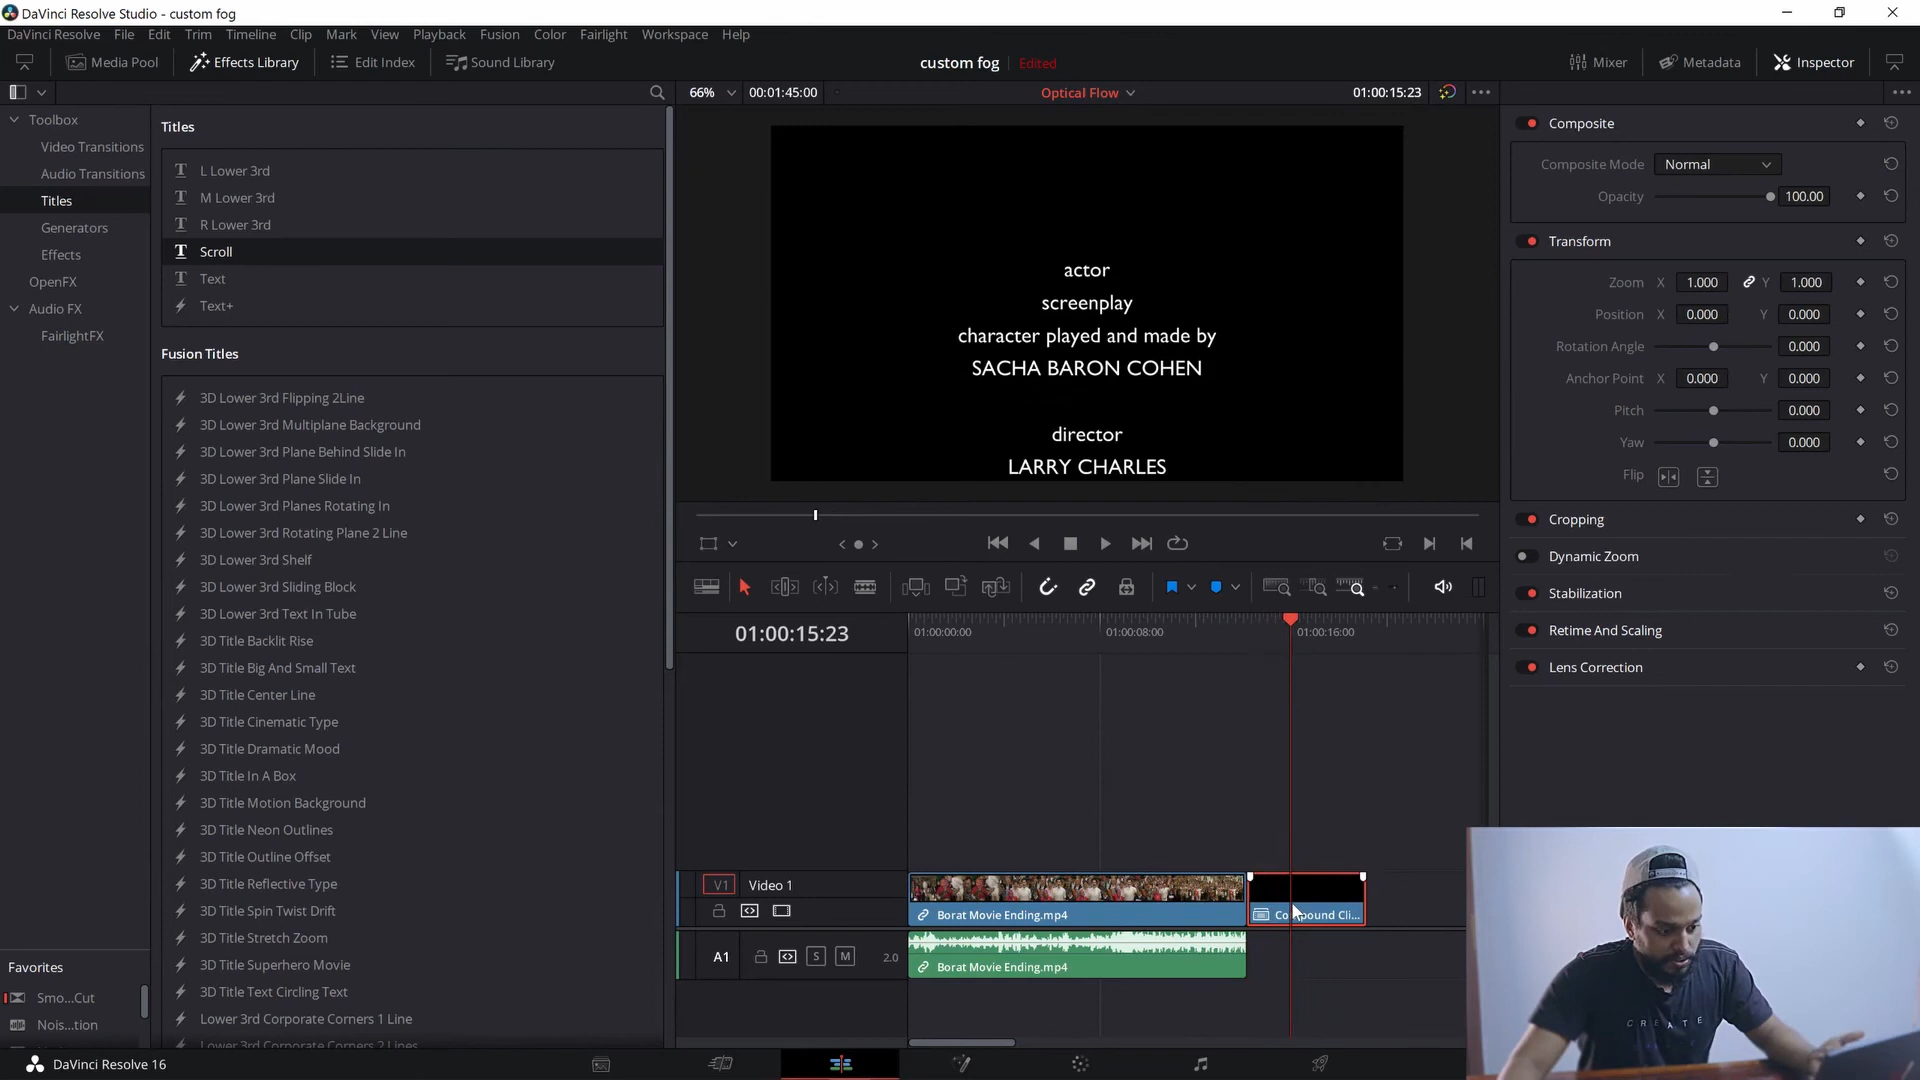 DaVinci Resolve Studio - custom fog
DaVinci Resolve File Edit Trim Timeline Clip Mark View Playback Fusion Color Fairlight Workspace Help
Media Pool Effects Library Edit Index Sound Library custom fog Edited Mixer Metadata Inspector
66% 00:01:45:00 Optical Flow 01:00:15:23
Toolbox
Video Transitions
Audio Transitions
Titles
Generators
Effects
OpenFX
Audio FX
FairlightFX
Favorites
Smo...Cut
Nois...tion
Titles
L Lower 3rd
M Lower 3rd
R Lower 3rd
Scroll
Text
Text+
Fusion Titles
3D Lower 3rd Flipping 2Line
3D Lower 3rd Multiplane Background
3D Lower 3rd Plane Behind Slide In
3D Lower 3rd Plane Slide In
3D Lower 3rd Planes Rotating In
3D Lower 3rd Rotating Plane 2 Line
3D Lower 3rd Shelf
3D Lower 3rd Sliding Block
3D Lower 3rd Text In Tube
3D Title Backlit Rise
3D Title Big And Small Text
3D Title Center Line
3D Title Cinematic Type
3D Title Dramatic Mood
3D Title In A Box
3D Title Motion Background
3D Title Neon Outlines
3D Title Outline Offset
3D Title Reflective Type
3D Title Spin Twist Drift
3D Title Stretch Zoom
3D Title Superhero Movie
3D Title Text Circling Text
Lower 3rd Corporate Corners 1 Line
Lower 3rd Corporate Corners 2 Lines
actor
screenplay
character played and made by
SACHA BARON COHEN
director
LARRY CHARLES
01:00:15:23 01:00:00:00 01:00:08:00 01:00:16:00
V1 Video 1
Borat Movie Ending.mp4
Compound Cli...
A1 S M 2.0
Borat Movie Ending.mp4
Composite
Composite Mode Normal
Opacity 100.00
Transform
Zoom X 1.000 Y 1.000
Position X 0.000 Y 0.000
Rotation Angle 0.000
Anchor Point X 0.000 Y 0.000
Pitch 0.000
Yaw 0.000
Flip
Cropping
Dynamic Zoom
Stabilization
Retime And Scaling
Lens Correction
CREATE
DaVinci Resolve 16